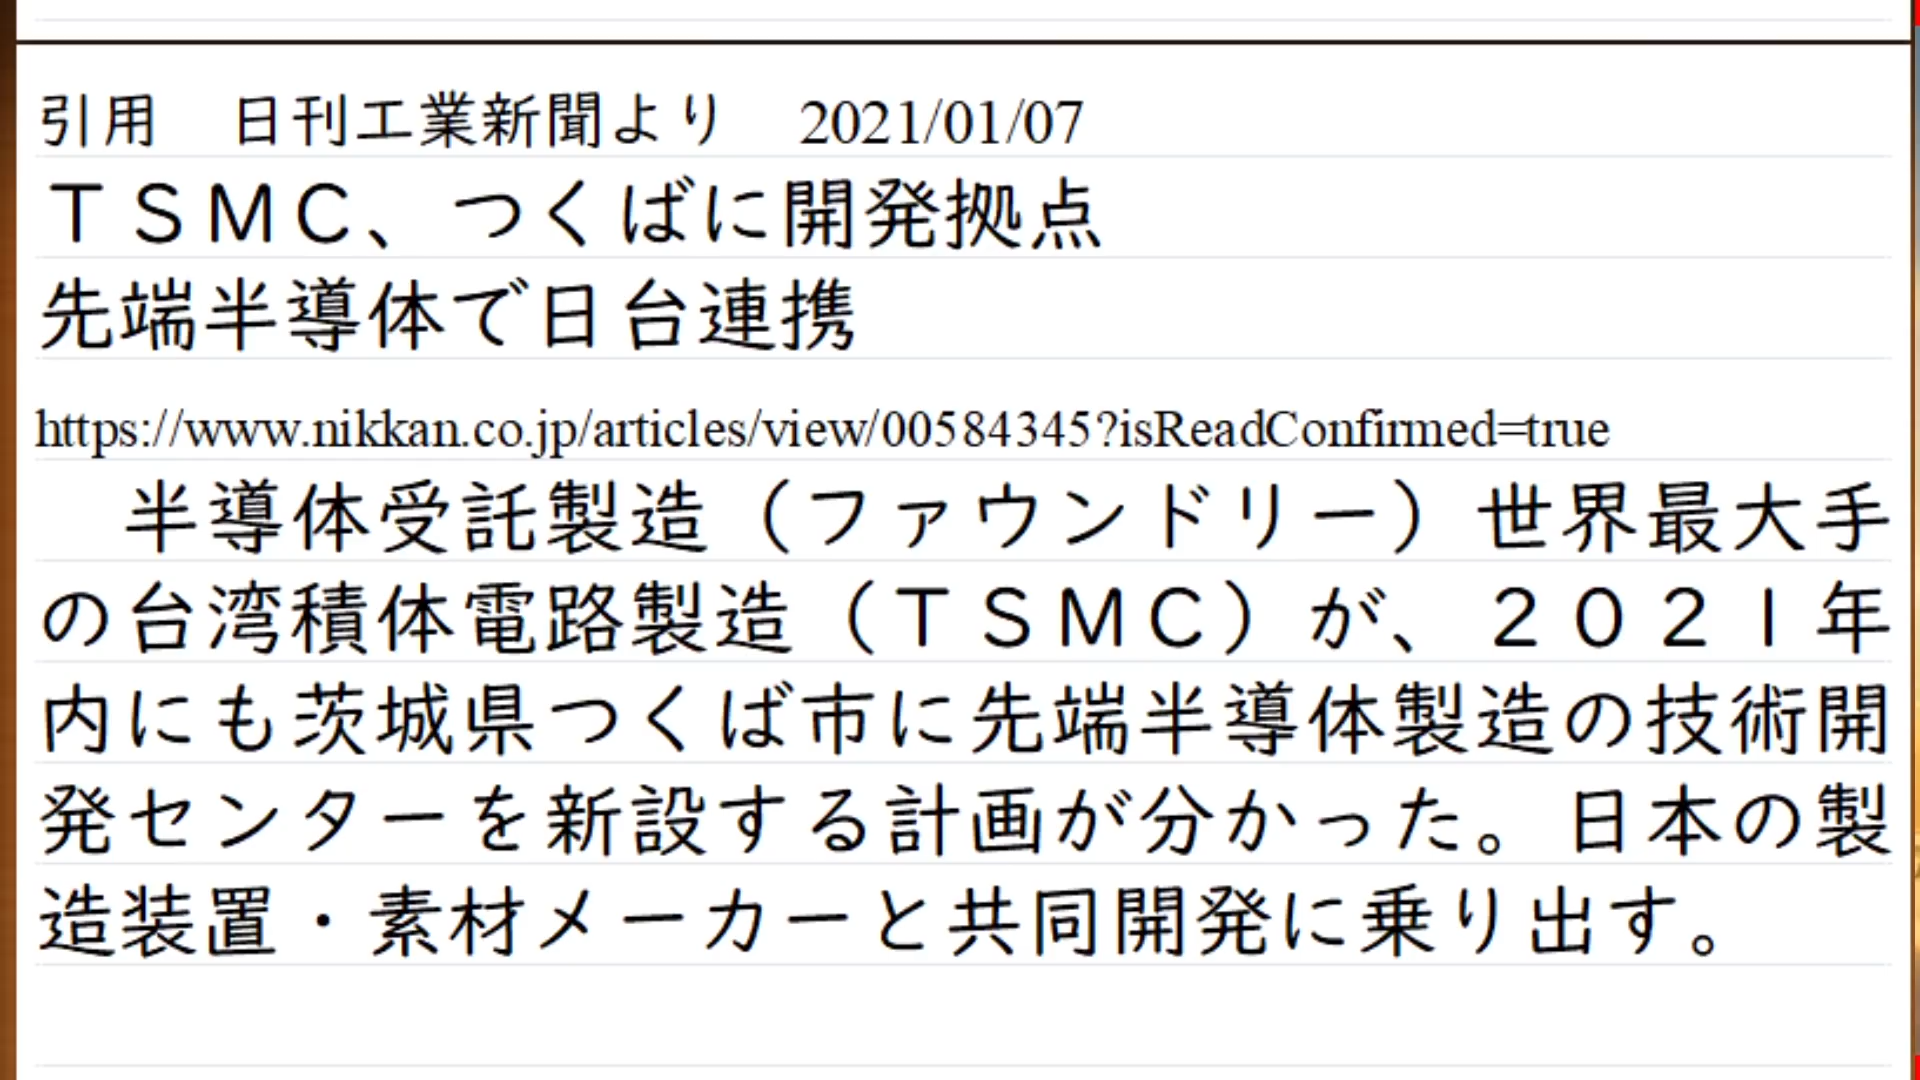 引用　日刊工業新聞より　2021/01/07
ＴＳＭＣ、つくばに開発拠点
先端半導体で日台連携
https://www.nikkan.co.jp/articles/view/00584345?isReadConfirmed=true
　半導体受託製造（ファウンドリー）世界最大手
の台湾積体電路製造（ＴＳＭＣ）が、２０２１年
内にも茨城県つくば市に先端半導体製造の技術開
発センターを新設する計画が分かった。日本の製
造装置・素材メーカーと共同開発に乗り出す。